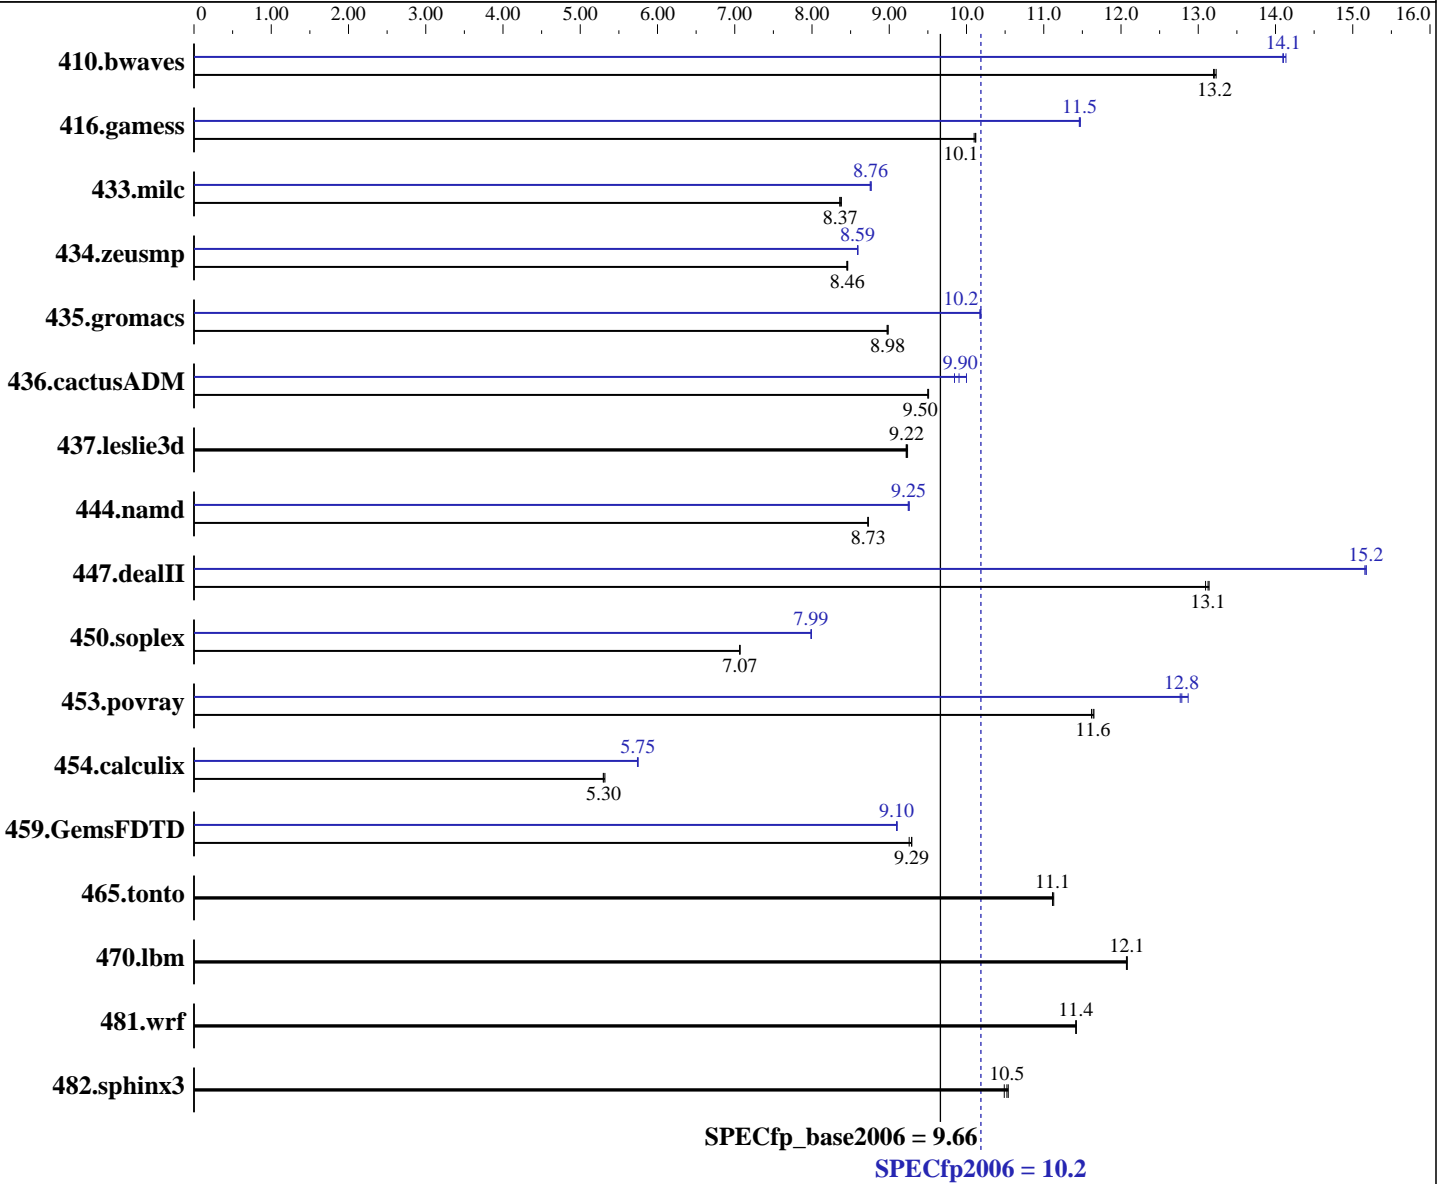 0 1.00 2.00 3.00 4.00 5.00 6.00 7.00 8.00 9.00 10.0 11.0 12.0 13.0 14.0 15.0 16.0
410.bwaves 14.1
13.2
416.gamess 11.5
10.1
433.milc 8.76
8.37
434.zeusmp 8.59
8.46
435.gromacs 10.2
8.98
436.cactusADM 9.90
9.50
437.leslie3d 9.22
444.namd 9.25
8.73
447.dealII 15.2
13.1
450.soplex 7.99
7.07
453.povray 12.8
11.6
454.calculix 5.75
5.30
459.GemsFDTD 9.10
9.29
465.tonto 11.1
470.lbm 12.1
481.wrf 11.4
482.sphinx3 10.5
SPECfp_base2006 = 9.66
SPECfp2006 = 10.2